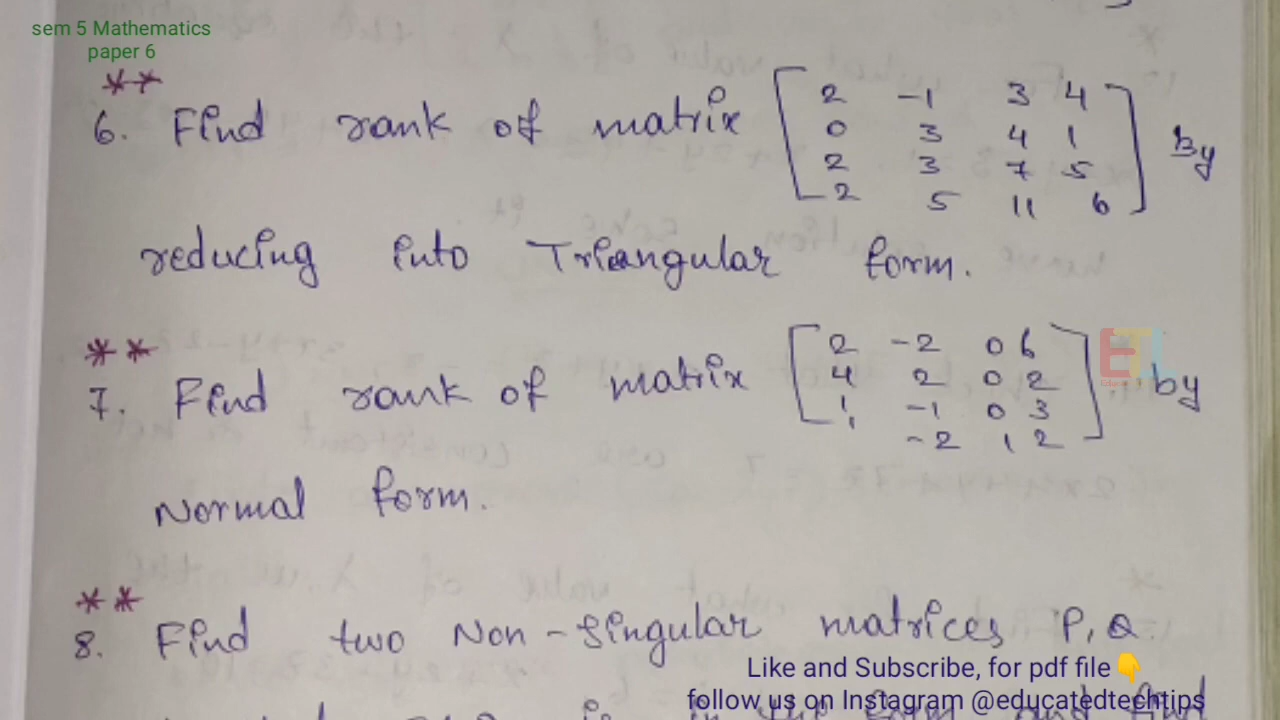 sem 5 Mathematics
paper 6
**
6. Find rank of matrix [ 2 -1 3 4
0 3 4 1
2 3 7 5
2 5 11 6 ] By
reducing into Triangular form.
**
7. Find rank of matrix [ 2 -2 0 6
4 2 0 2
1 -1 0 3
1 -2 1 2 ] by
Normal form.
**
8. Find two Non-Singular matrices P, Q
Like and Subscribe, for pdf file👇
follow us on Instagram @educatedtechtips